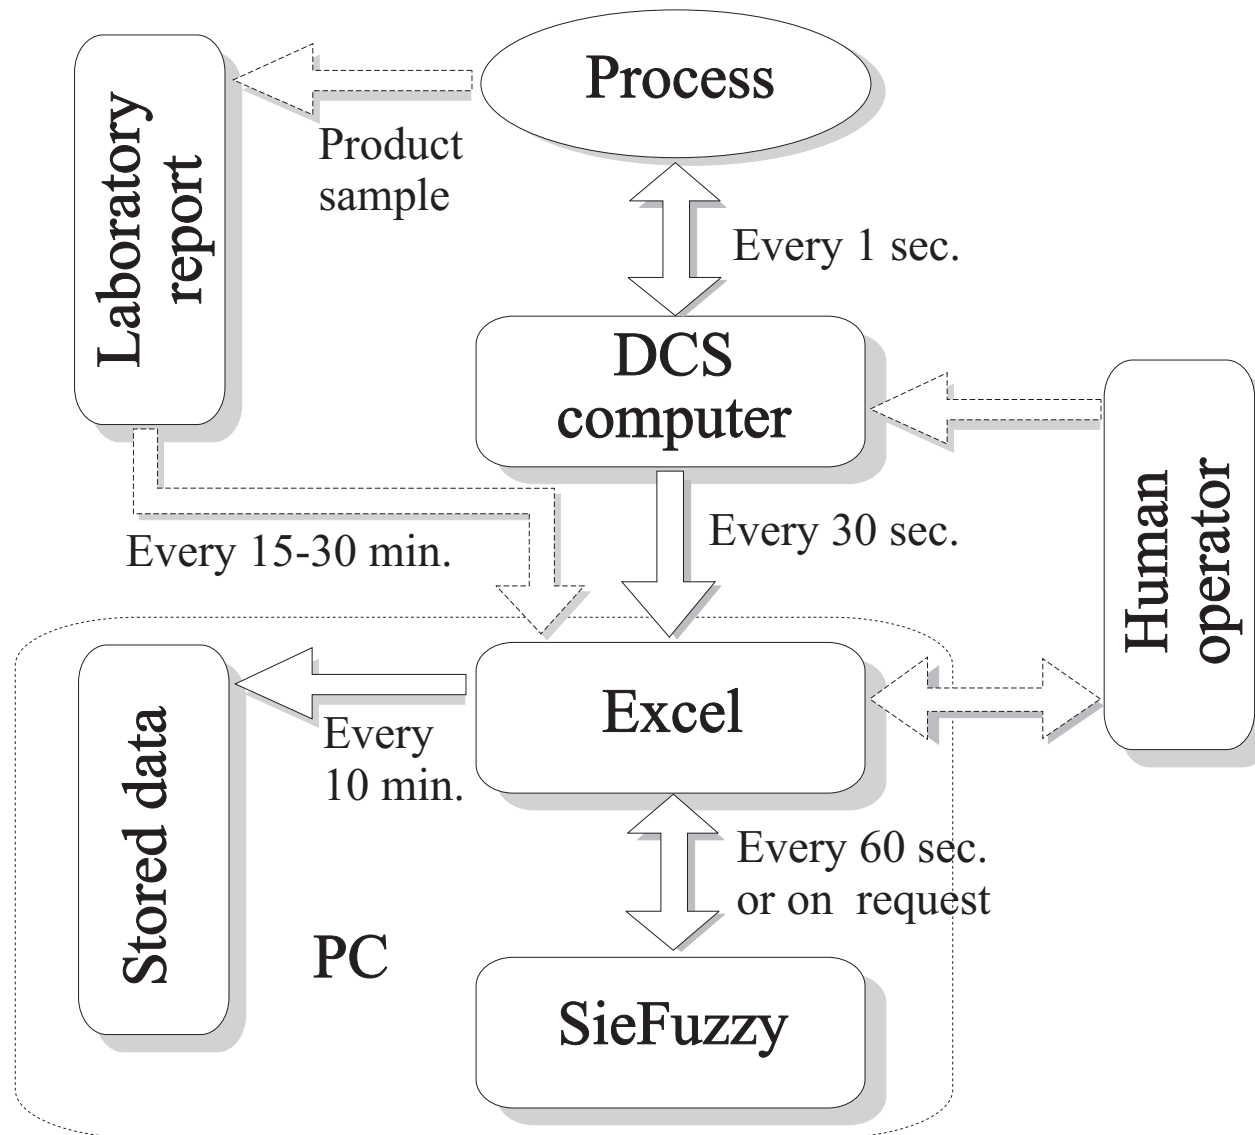 Process
Laboratory
report
Product
sample
Every 1 sec.
DCS
computer
Human
operator
Every 15-30 min.
Every 30 sec.
Excel
Stored data
Every
10 min.
Every 60 sec.
or on request
PC
SieFuzzy